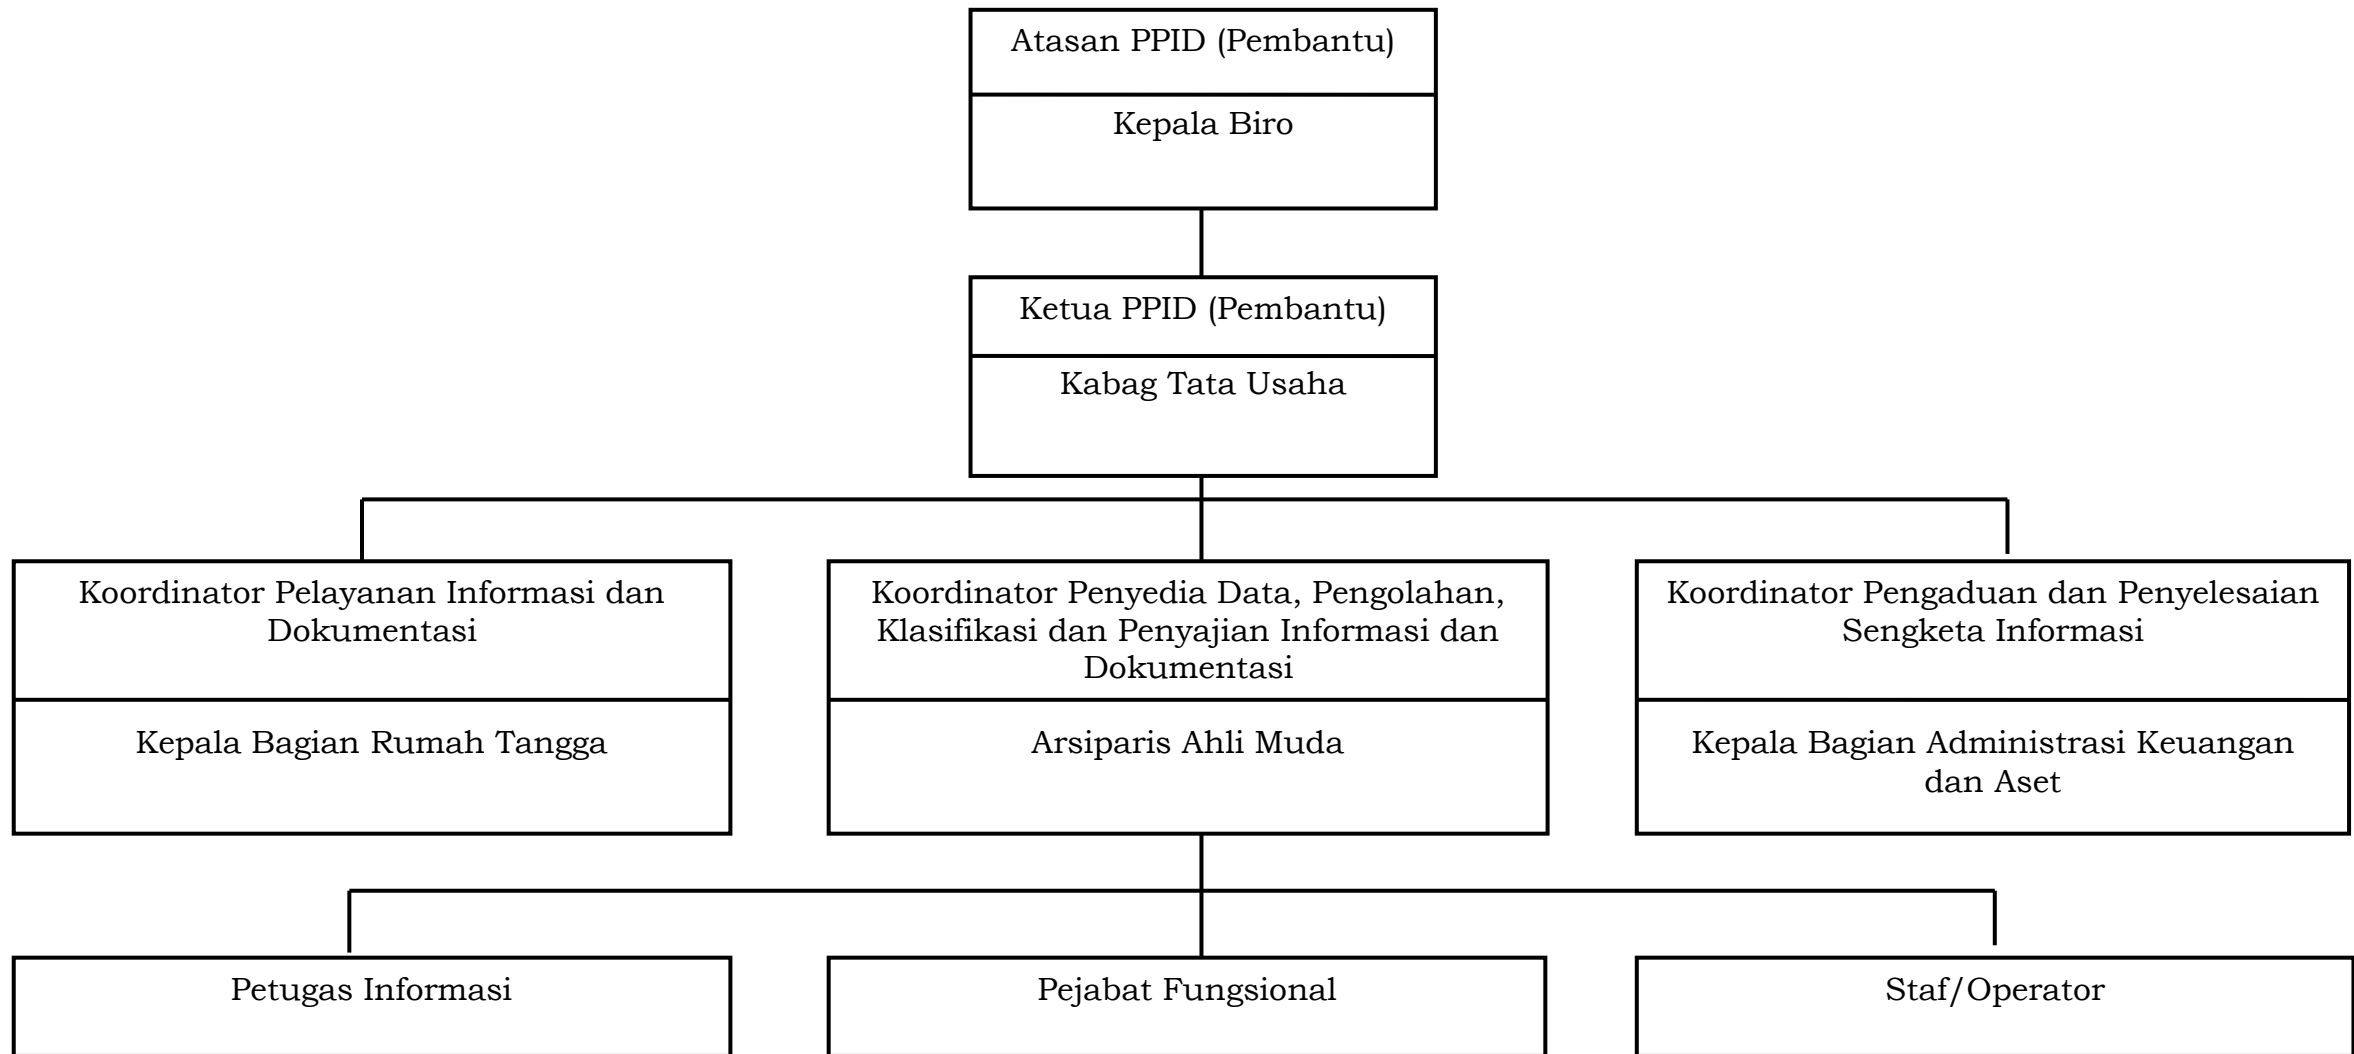 Atasan PPID (Pembantu)
Kepala Biro
Ketua PPID (Pembantu)
Kabag Tata Usaha
Koordinator Pelayanan Informasi dan
Dokumentasi
Kepala Bagian Rumah Tangga
Koordinator Penyedia Data, Pengolahan,
Klasifikasi dan Penyajian Informasi dan
Dokumentasi
Arsiparis Ahli Muda
Koordinator Pengaduan dan Penyelesaian
Sengketa Informasi
Kepala Bagian Administrasi Keuangan
dan Aset
Petugas Informasi
Pejabat Fungsional
Staf/Operator